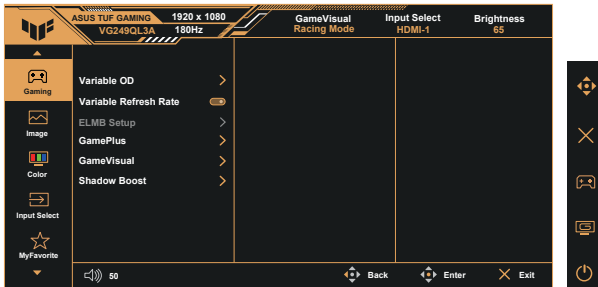 ASUS TUF GAMING 1920 x 1080
VG249QL3A 180Hz
GameVisual
Racing Mode
Input Select
HDMI-1
Brightness
65
Gaming
Image
Color
Input Select
MyFavorite
Variable OD
Variable Refresh Rate
ELMB Setup
GamePlus
GameVisual
Shadow Boost
50
Back
Enter
Exit